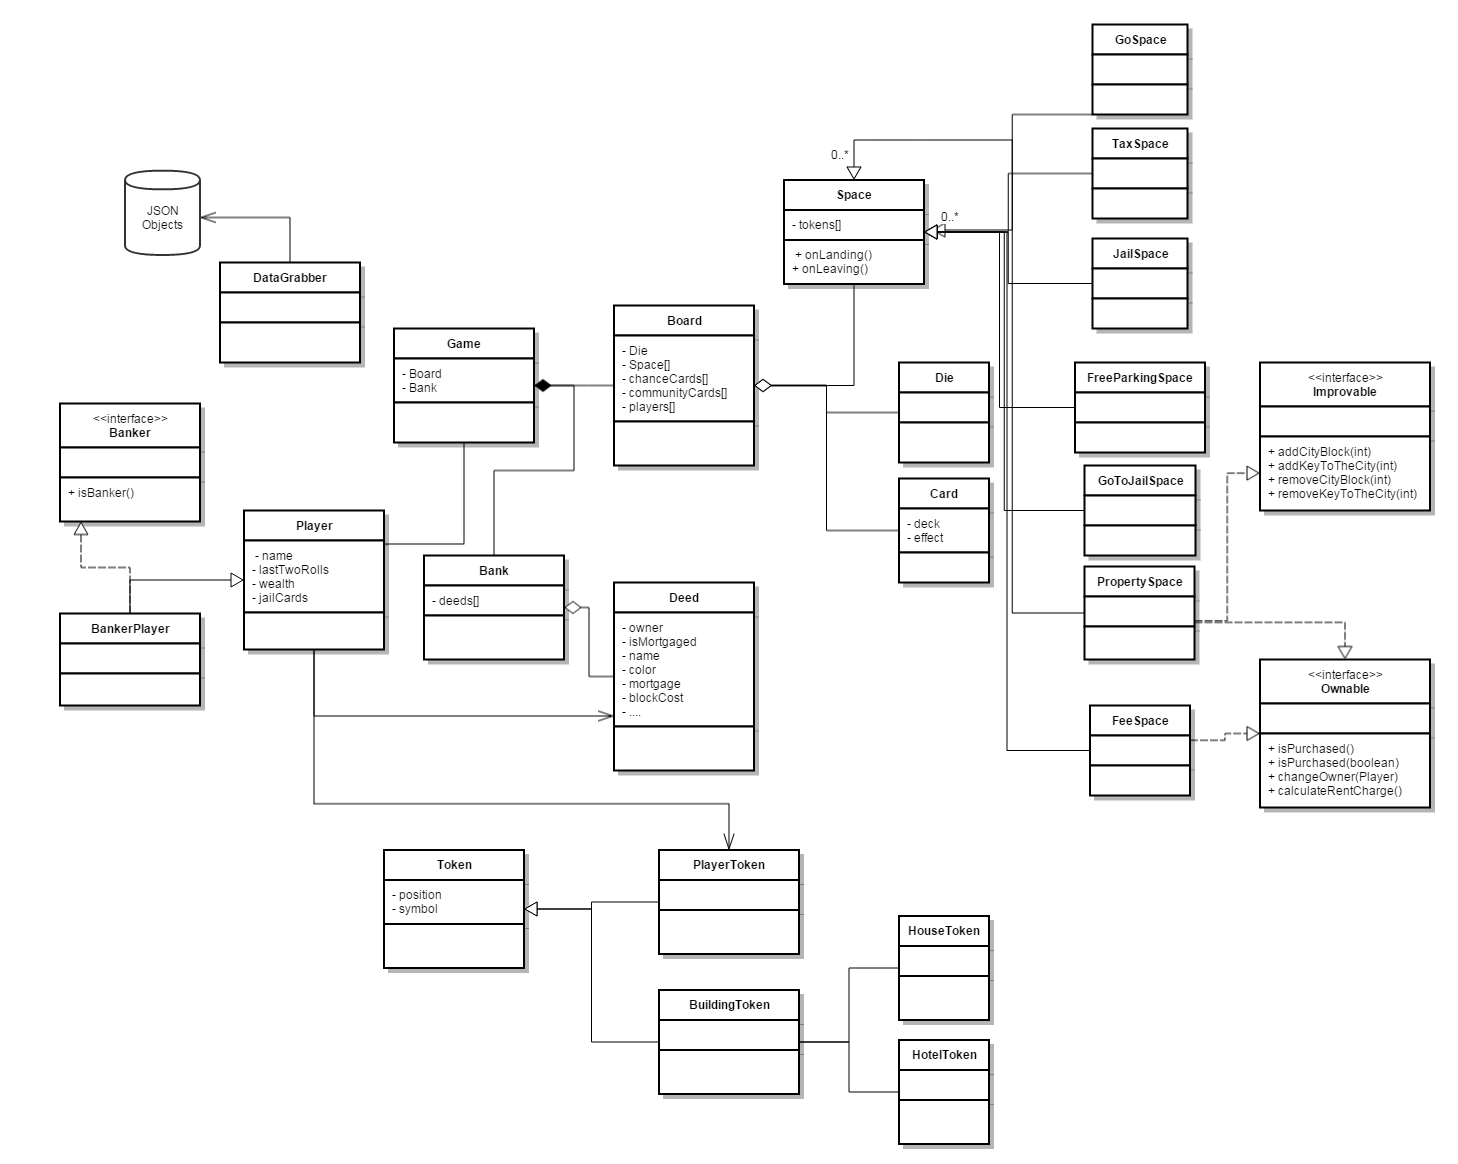 GoSpace
TaxSpace
0..*
Space
- tokens[]
+ onLanding()
+ onLeaving()
0..*
JSON
Objects
DataGrabber
JailSpace
Game
- Board
- Bank
Board
- Die
- Space[]
- chanceCards[]
- communityCards[]
- players[]
Die
FreeParkingSpace
<<interface>>
Improvable
+ addCityBlock(int)
+ addKeyToTheCity(int)
+ removeCityBlock(int)
+ removeKeyToTheCity(int)
<<interface>>
Banker
+ isBanker()
Card
- deck
- effect
GoToJailSpace
Player
- name
- lastTwoRolls
- wealth
- jailCards
Bank
- deeds[]
Deed
- owner
- isMortgaged
- name
- color
- mortgage
- blockCost
- ....
PropertySpace
BankerPlayer
<<interface>>
Ownable
+ isPurchased()
+ isPurchased(boolean)
+ changeOwner(Player)
+ calculateRentCharge()
FeeSpace
Token
- position
- symbol
PlayerToken
HouseToken
BuildingToken
HotelToken